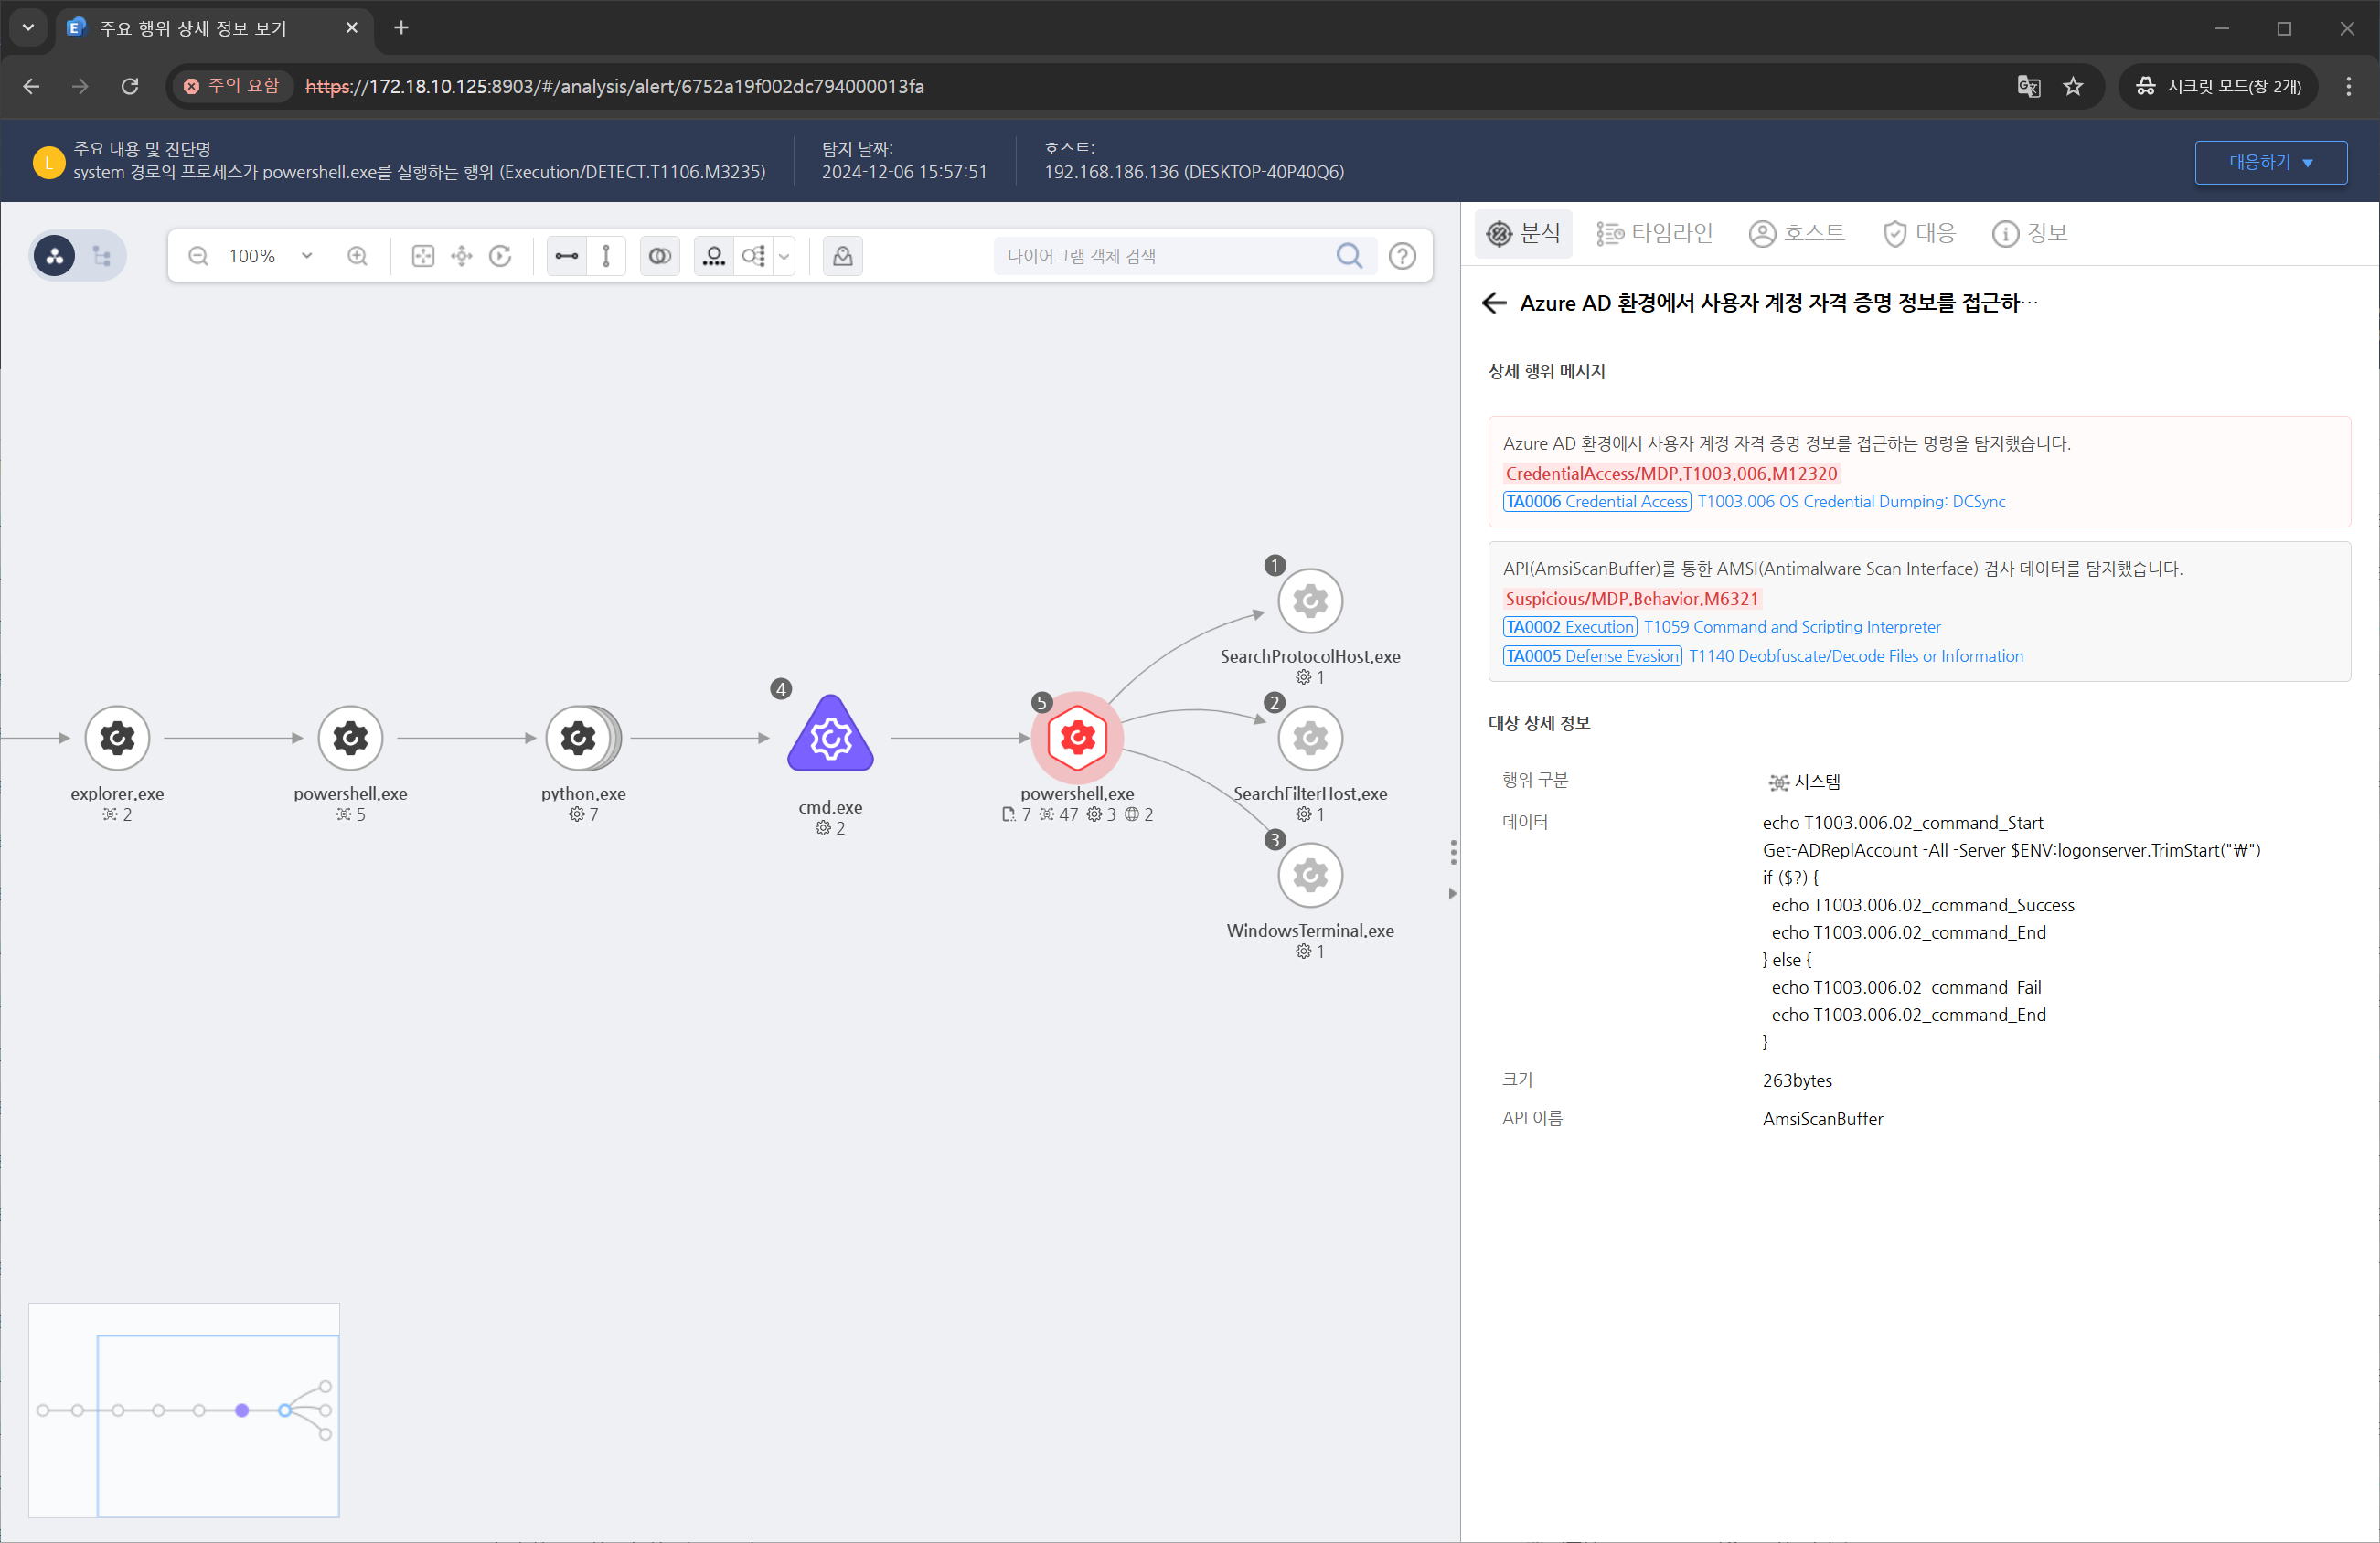 주요 행위 상세 정보 보기
주의 요함
https://172.18.10.125:8903/#/analysis/alert/6752a19f002dc794000013fa
시크릿 모드(창 2개)
L
주요 내용 및 진단명
system 경로의 프로세스가 powershell.exe를 실행하는 행위 (Execution/DETECT.T1106.M3235)
탐지 날짜:
2024-12-06 15:57:51
호스트:
192.168.186.136 (DESKTOP-40P40Q6)
대응하기
100%
다이어그램 객체 검색
explorer.exe
2
powershell.exe
5
python.exe
7
4
cmd.exe
2
5
powershell.exe
7 47 3 2
1
SearchProtocolHost.exe
1
2
SearchFilterHost.exe
1
3
WindowsTerminal.exe
1
분석
타임라인
호스트
대응
정보
Azure AD 환경에서 사용자 계정 자격 증명 정보를 접근하…
상세 행위 메시지
Azure AD 환경에서 사용자 계정 자격 증명 정보를 접근하는 명령을 탐지했습니다.
CredentialAccess/MDP.T1003.006.M12320
TA0006 Credential Access T1003.006 OS Credential Dumping: DCSync
API(AmsiScanBuffer)를 통한 AMSI(Antimalware Scan Interface) 검사 데이터를 탐지했습니다.
Suspicious/MDP.Behavior.M6321
TA0002 Execution T1059 Command and Scripting Interpreter
TA0005 Defense Evasion T1140 Deobfuscate/Decode Files or Information
대상 상세 정보
행위 구분 시스템
데이터 echo T1003.006.02_command_Start
Get-ADReplAccount -All -Server $ENV:logonserver.TrimStart("₩")
if ($?) {
echo T1003.006.02_command_Success
echo T1003.006.02_command_End
} else {
echo T1003.006.02_command_Fail
echo T1003.006.02_command_End
}
크기 263bytes
API 이름 AmsiScanBuffer